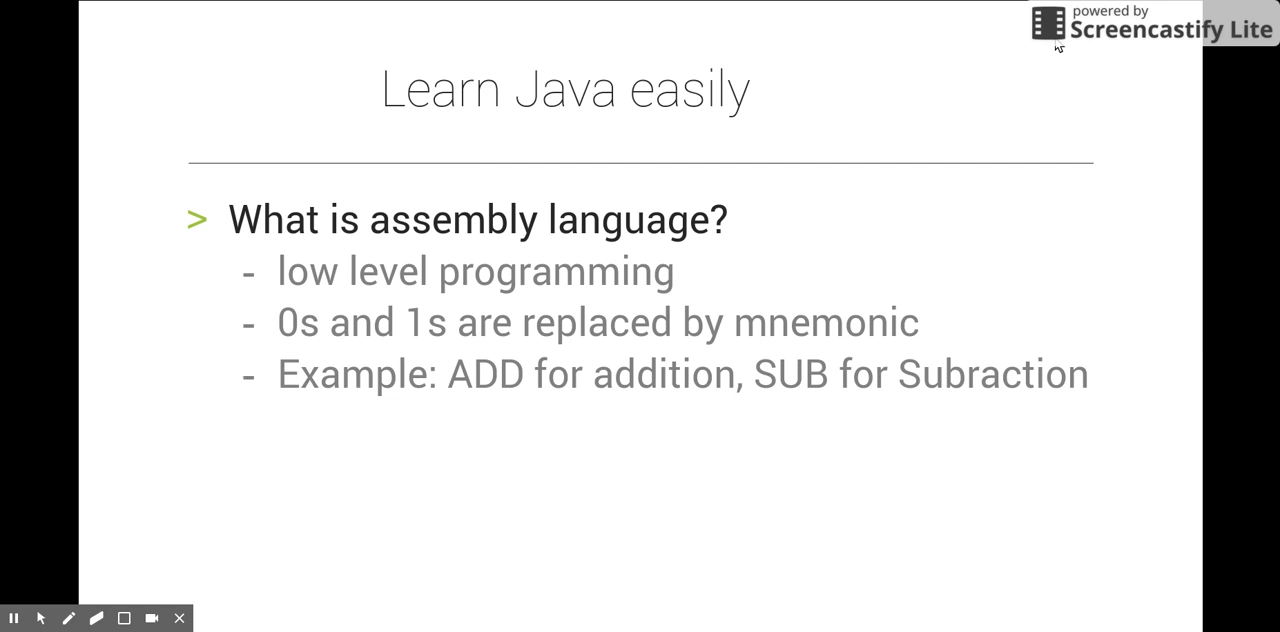 powered by
Screencastify Lite
Learn Java easily
> What is assembly language?
- low level programming
- 0s and 1s are replaced by mnemonic
- Example: ADD for addition, SUB for Subraction